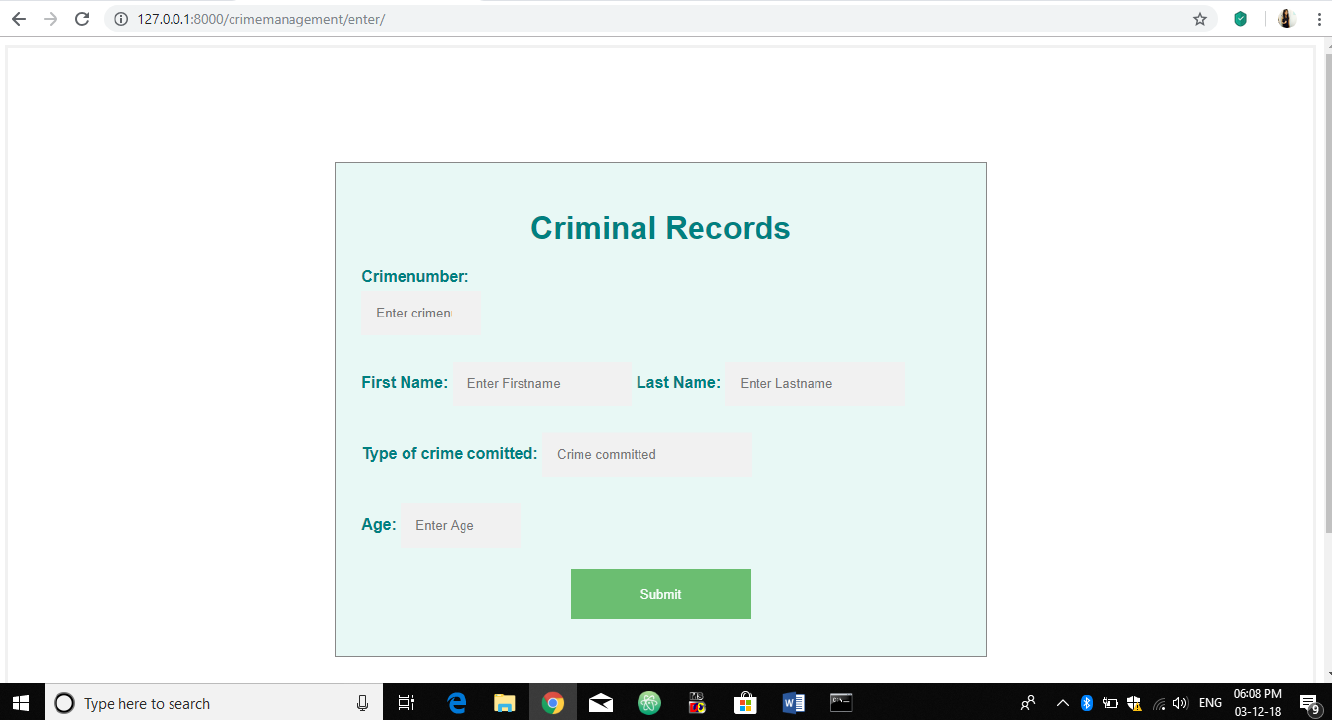 127.0.0.1:8000/crimemanagement/enter/
Criminal Records
Crimenumber:
Enter crimen
First Name: Enter Firstname Last Name: Enter Lastname
Type of crime comitted: Crime committed
Age: Enter Age
Submit
Type here to search
ENG
06:08 PM
03-12-18
9